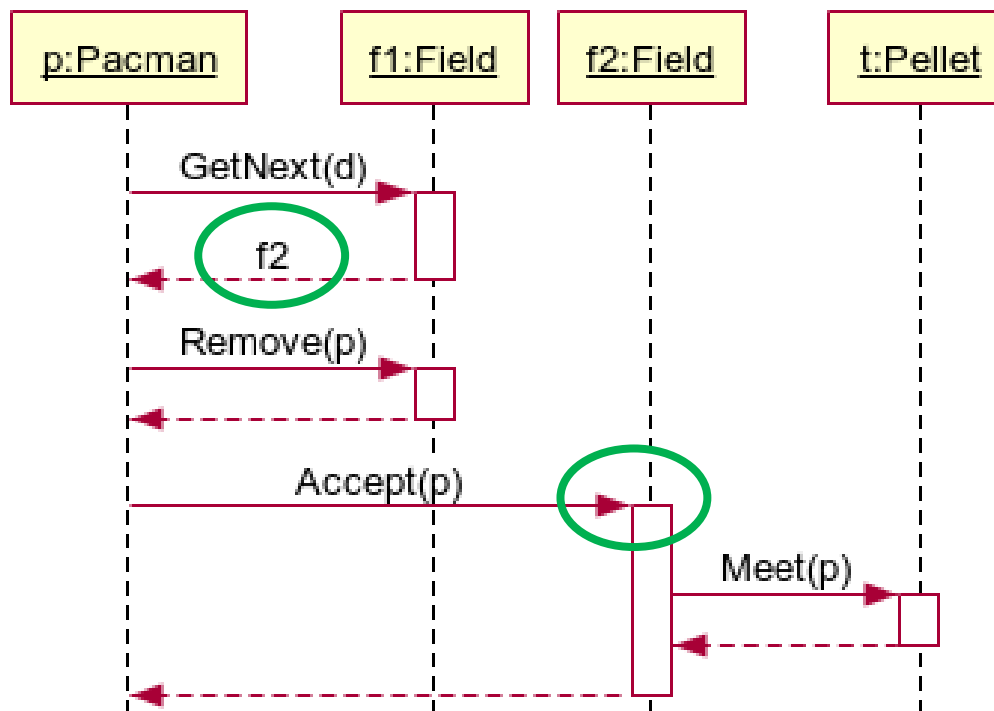 p:Pacman
f1:Field
f2:Field
t:Pellet
GetNext(d)
f2
Remove(p)
Accept(p)
Meet(p)